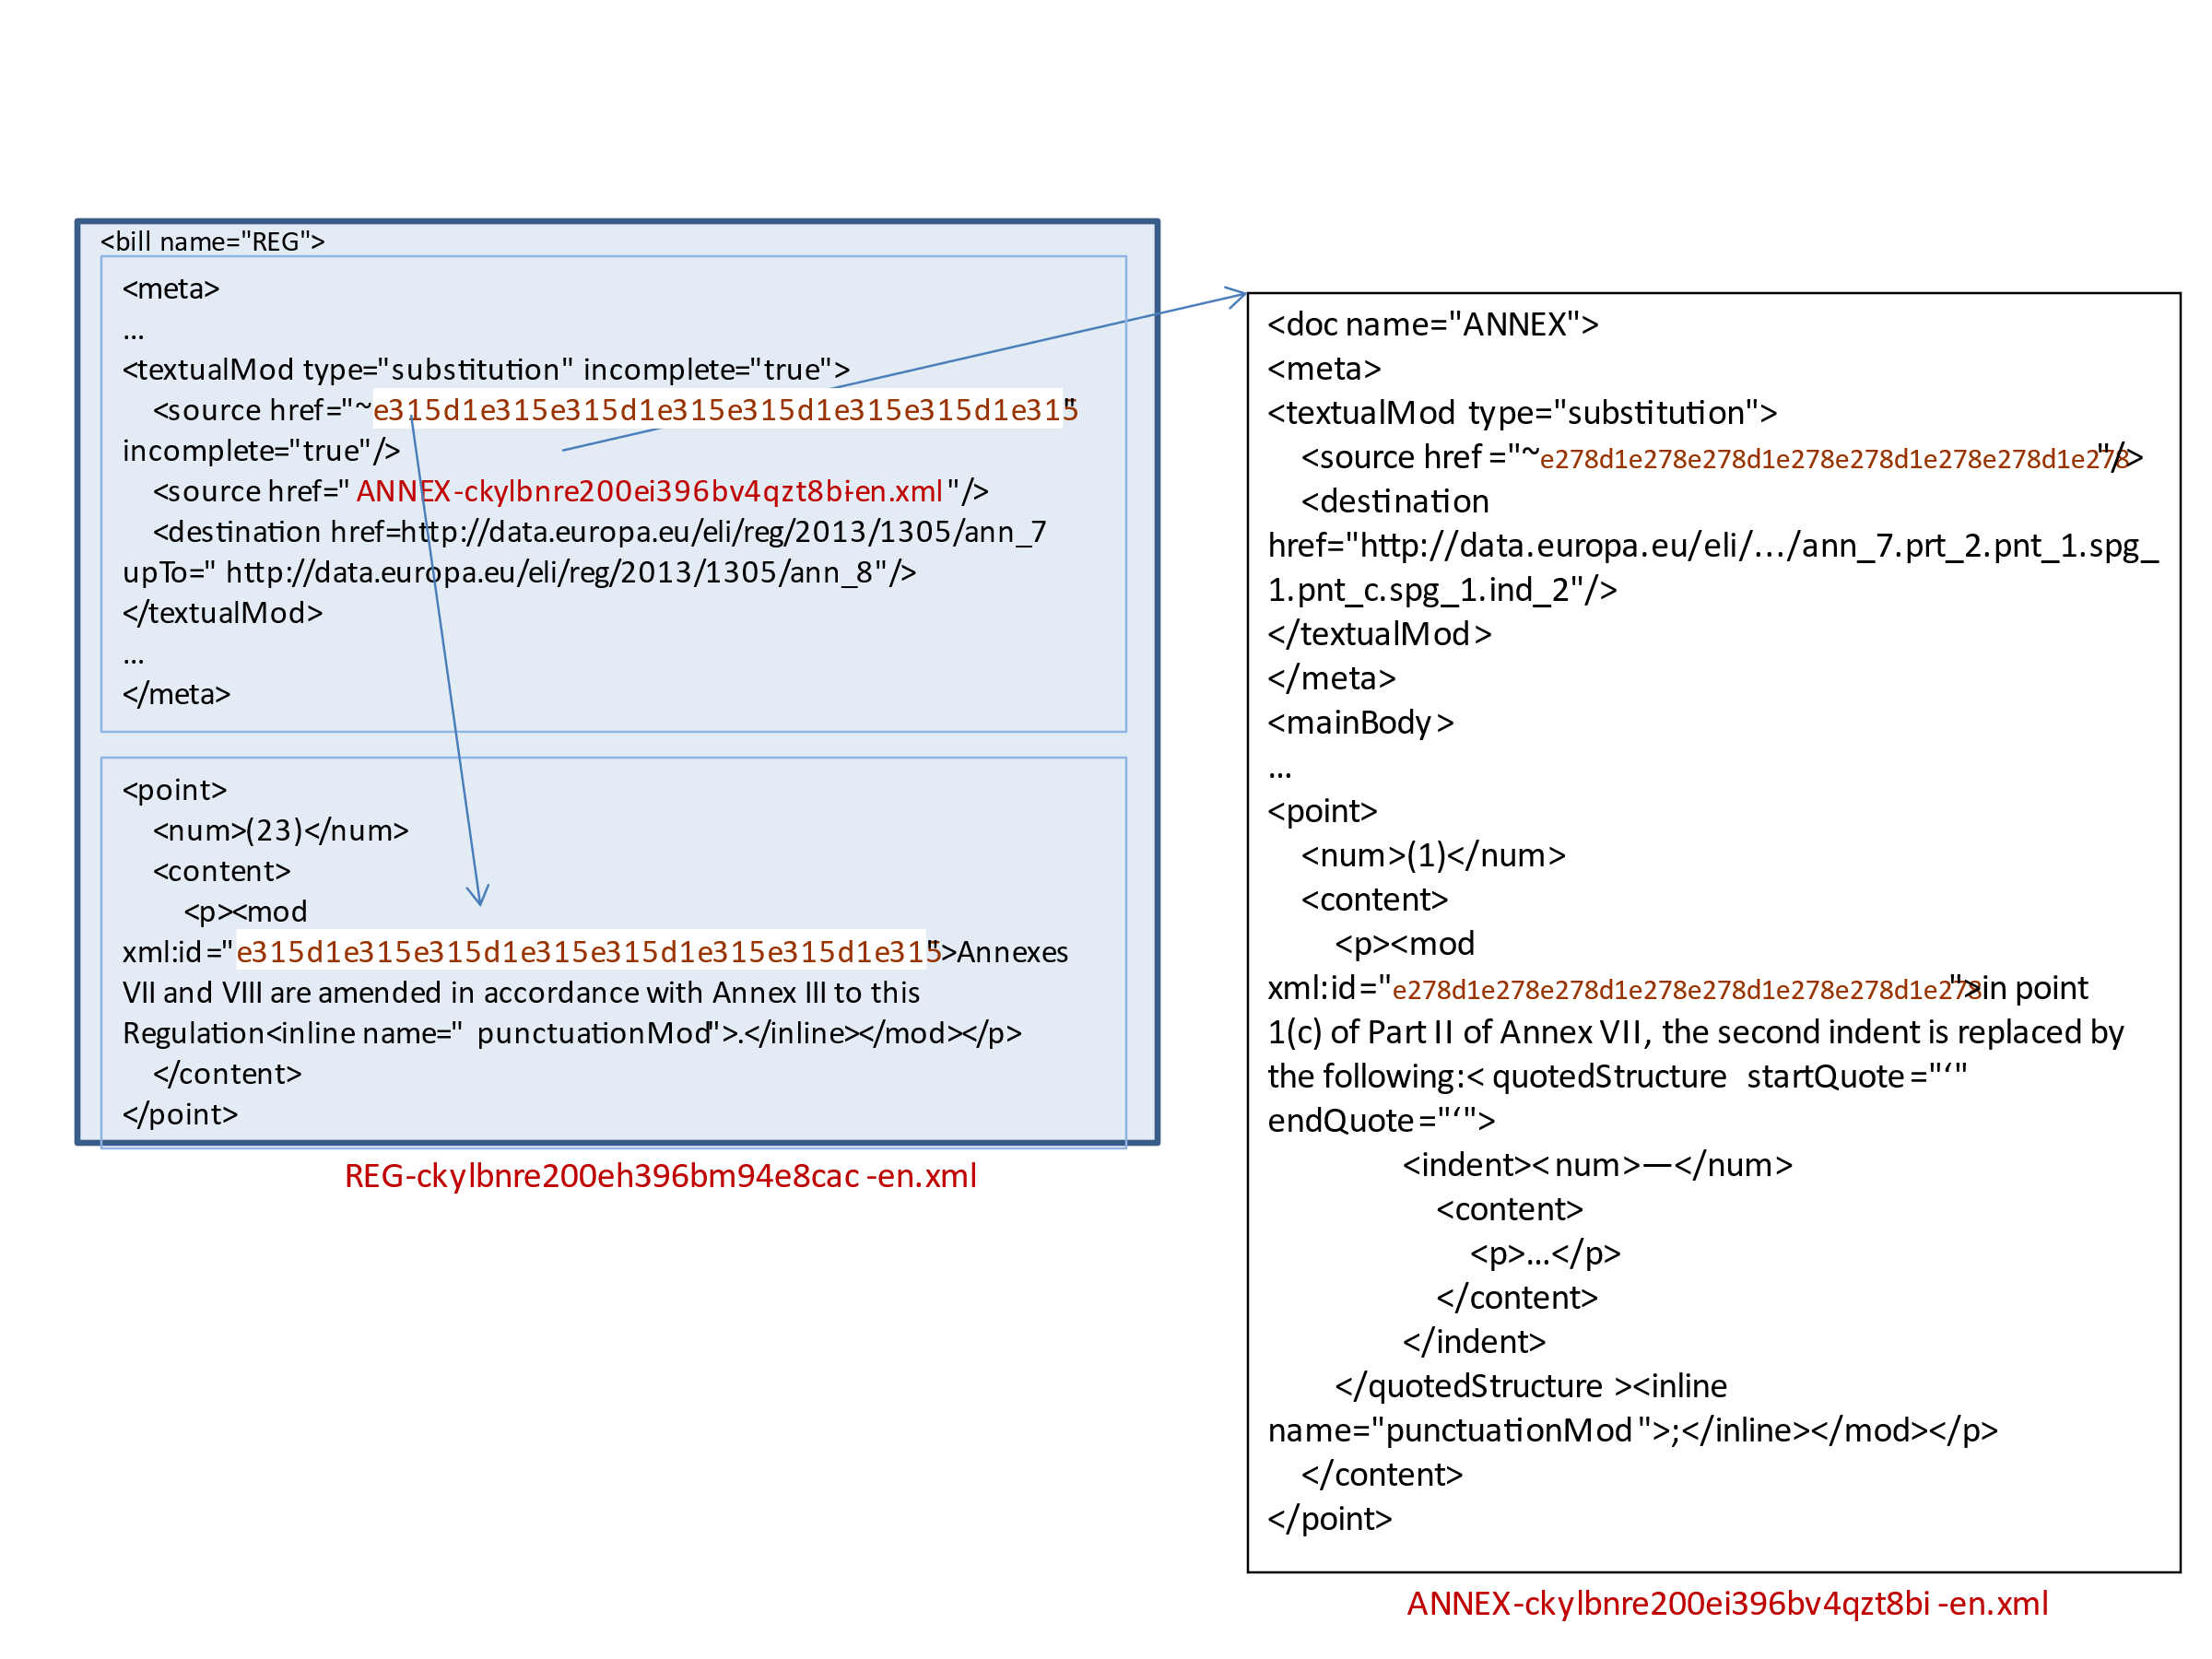 <bill name="REG">
<meta>
...
<textualMod type="substitution" incomplete="true">
<source href="~e315d1e315e315d1e315e315d1e315e315d1e315"
incomplete="true"/>
<source href="ANNEX-ckylbnre200ei396bv4qzt8bi-en.xml"/>
<destination href=http://data.europa.eu/eli/reg/2013/1305/ann_7
upTo=" http://data.europa.eu/eli/reg/2013/1305/ann_8"/>
</textualMod>
...
</meta>
<point>
<num>(23)</num>
<content>
<p><mod
xml:id="e315d1e315e315d1e315e315d1e315e315d1e315">Annexes
VII and VIII are amended in accordance with Annex III to this
Regulation<inline name="punctuationMod">.</inline></mod></p>
</content>
</point>
REG-ckylbnre200eh396bm94e8cac-en.xml
<doc name="ANNEX">
<meta>
<textualMod type="substitution">
<source href="~e278d1e278e278d1e278e278d1e278e278d1e278"/>
<destination
href="http://data.europa.eu/eli/.../ann_7.prt_2.pnt_1.spg_
1.pnt_c.spg_1.ind_2"/>
</textualMod>
</meta>
<mainBody>
...
<point>
<num>(1)</num>
<content>
<p><mod
xml:id="e278d1e278e278d1e278e278d1e278e278d1e278">in point
1(c) of Part II of Annex VII, the second indent is replaced by
the following:<quotedStructure startQuote="‘"
endQuote="‘">
<indent><num>—</num>
<content>
<p>...</p>
</content>
</indent>
</quotedStructure><inline
name="punctuationMod">;</inline></mod></p>
</content>
</point>
ANNEX-ckylbnre200ei396bv4qzt8bi-en.xml